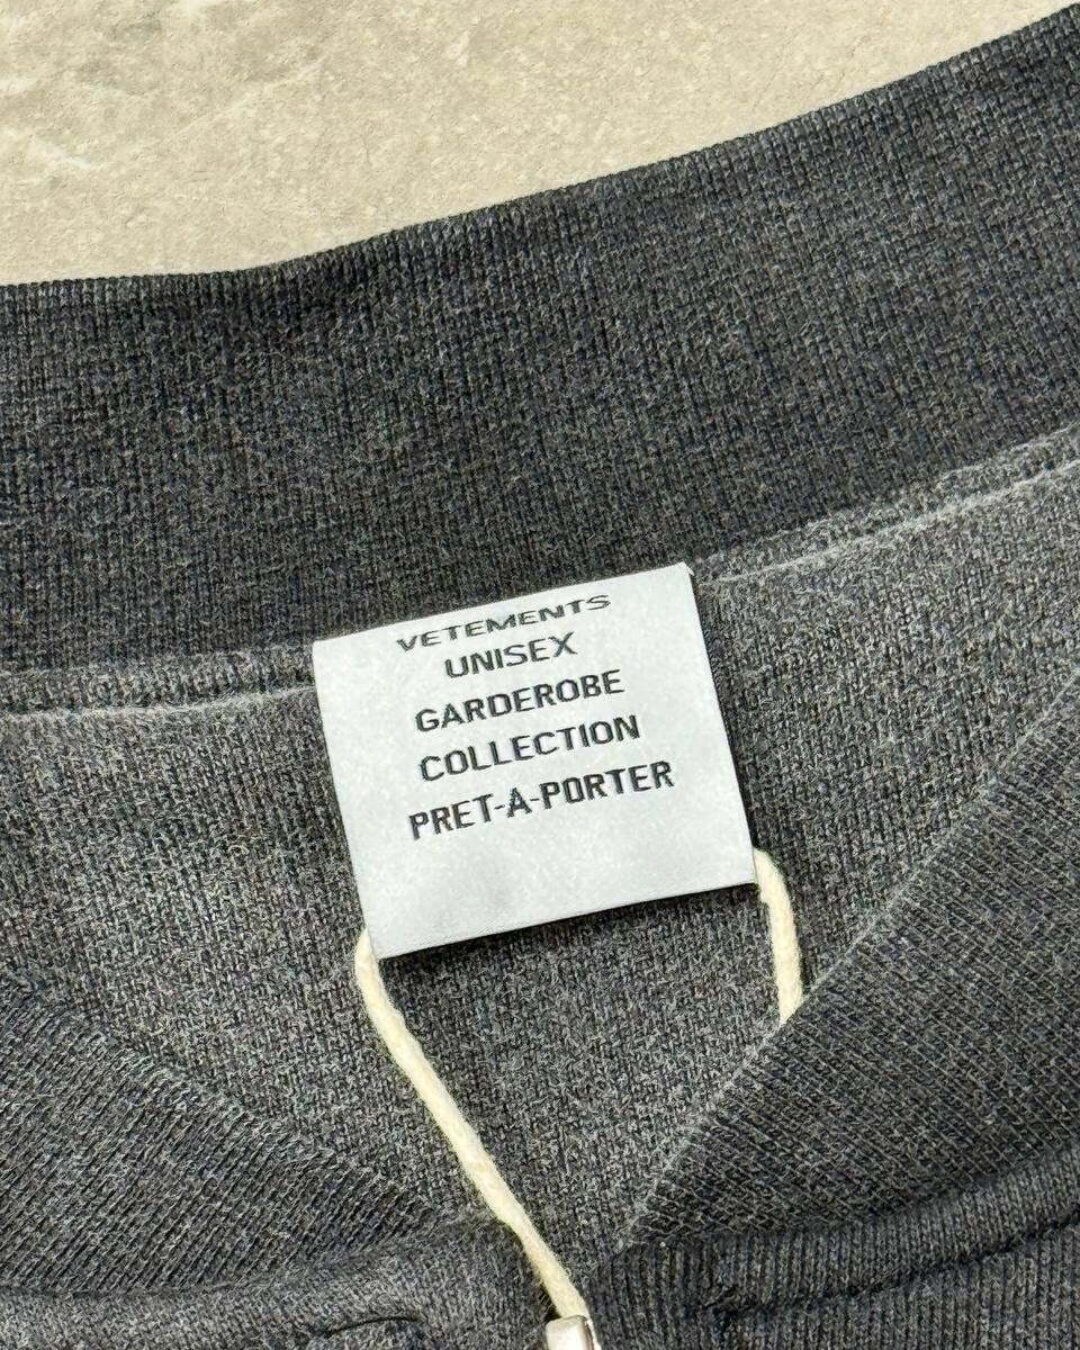 VETEMENTS
UNISEX
GARDEROBE
COLLECTION
PRET-A-PORTER